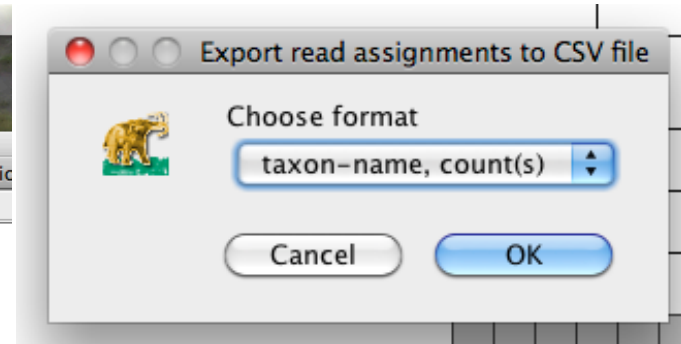 Export read assignments to CSV file
Choose format
taxon-name, count(s)
Cancel
OK